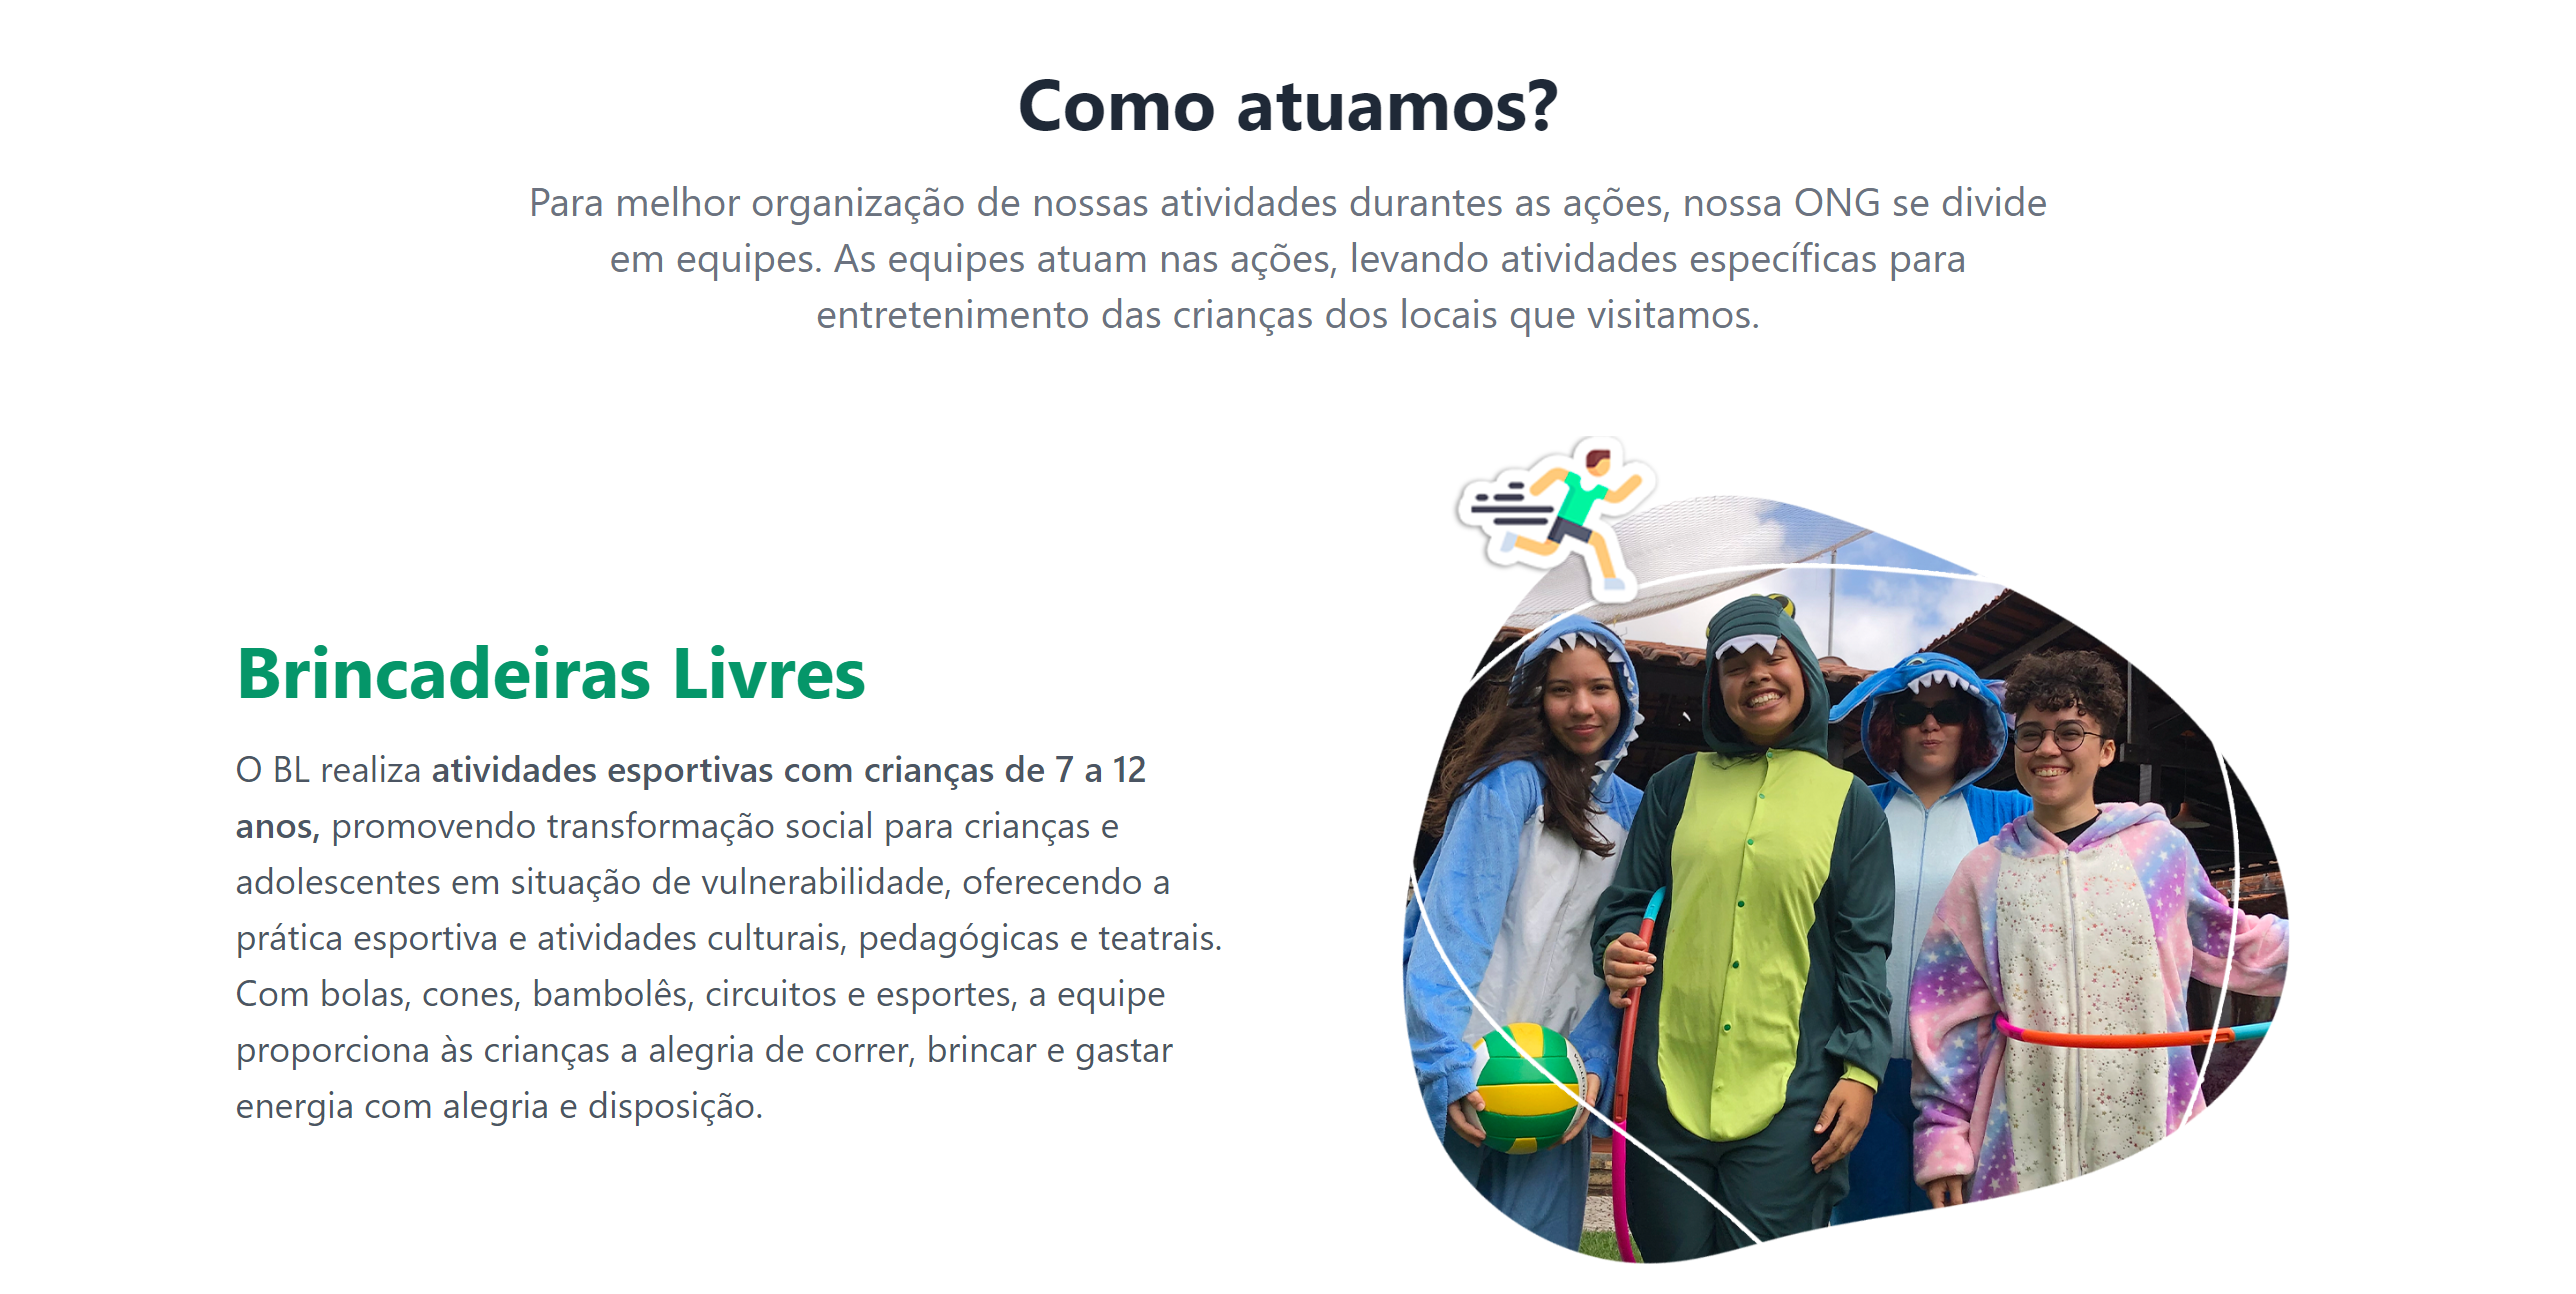 Como atuamos?
Para melhor organização de nossas atividades durantes as ações, nossa ONG se divide
em equipes. As equipes atuam nas ações, levando atividades específicas para
entretenimento das crianças dos locais que visitamos.
Brincadeiras Livres
O BL realiza atividades esportivas com crianças de 7 a 12
anos, promovendo transformação social para crianças e
adolescentes em situação de vulnerabilidade, oferecendo a
prática esportiva e atividades culturais, pedagógicas e teatrais.
Com bolas, cones, bambolês, circuitos e esportes, a equipe
proporciona às crianças a alegria de correr, brincar e gastar
energia com alegria e disposição.